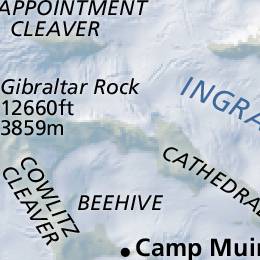 APPOINTMENT
CLEAVER
Gibraltar Rock
12660ft
3859m
INGRA
CATHEDRAL
COWLITZ
CLEAVER
BEEHIVE
Camp Muir